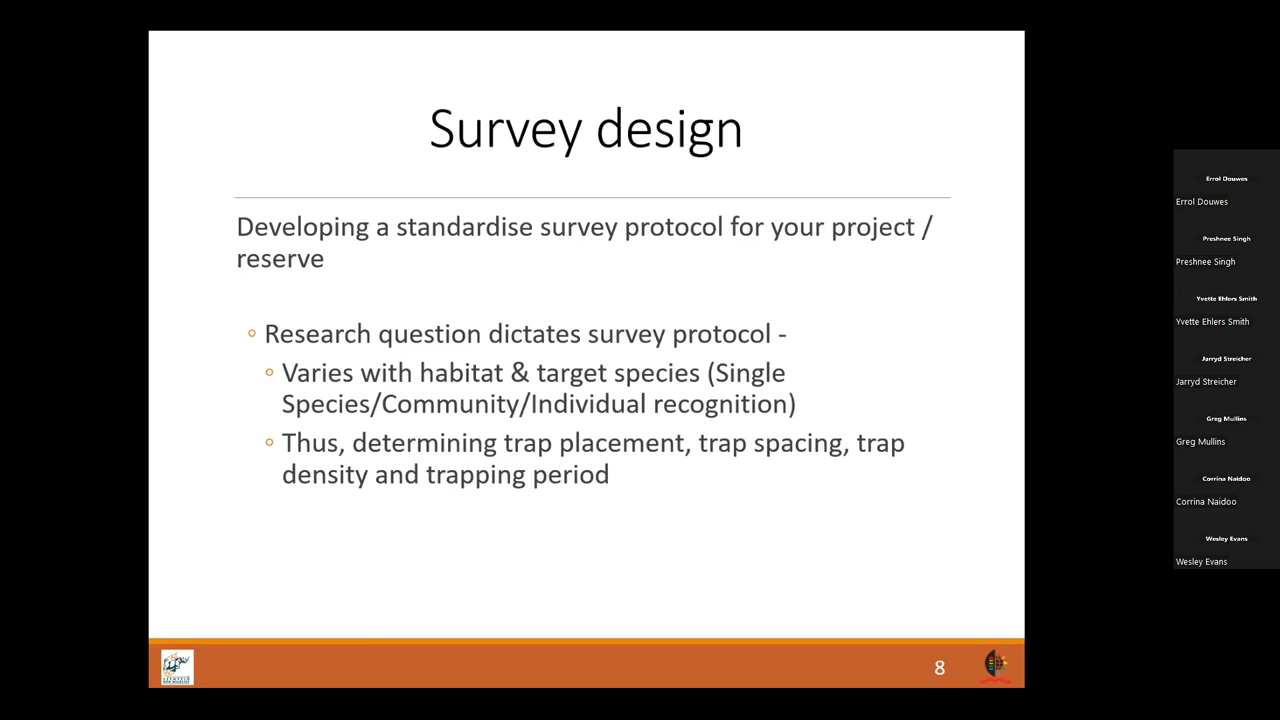 Survey design
Developing a standardise survey protocol for your project /
reserve
Research question dictates survey protocol -
Varies with habitat & target species (Single
Species/Community/Individual recognition)
Thus, determining trap placement, trap spacing, trap
density and trapping period
8
Errol Douwes
Errol Douwes
Preshnee Singh
Preshnee Singh
Yvette Ehlers Smith
Yvette Ehlers Smith
Jarryd Streicher
Jarryd Streicher
Greg Mullins
Greg Mullins
Corrina Naidoo
Corrina Naidoo
Wesley Evans
Wesley Evans